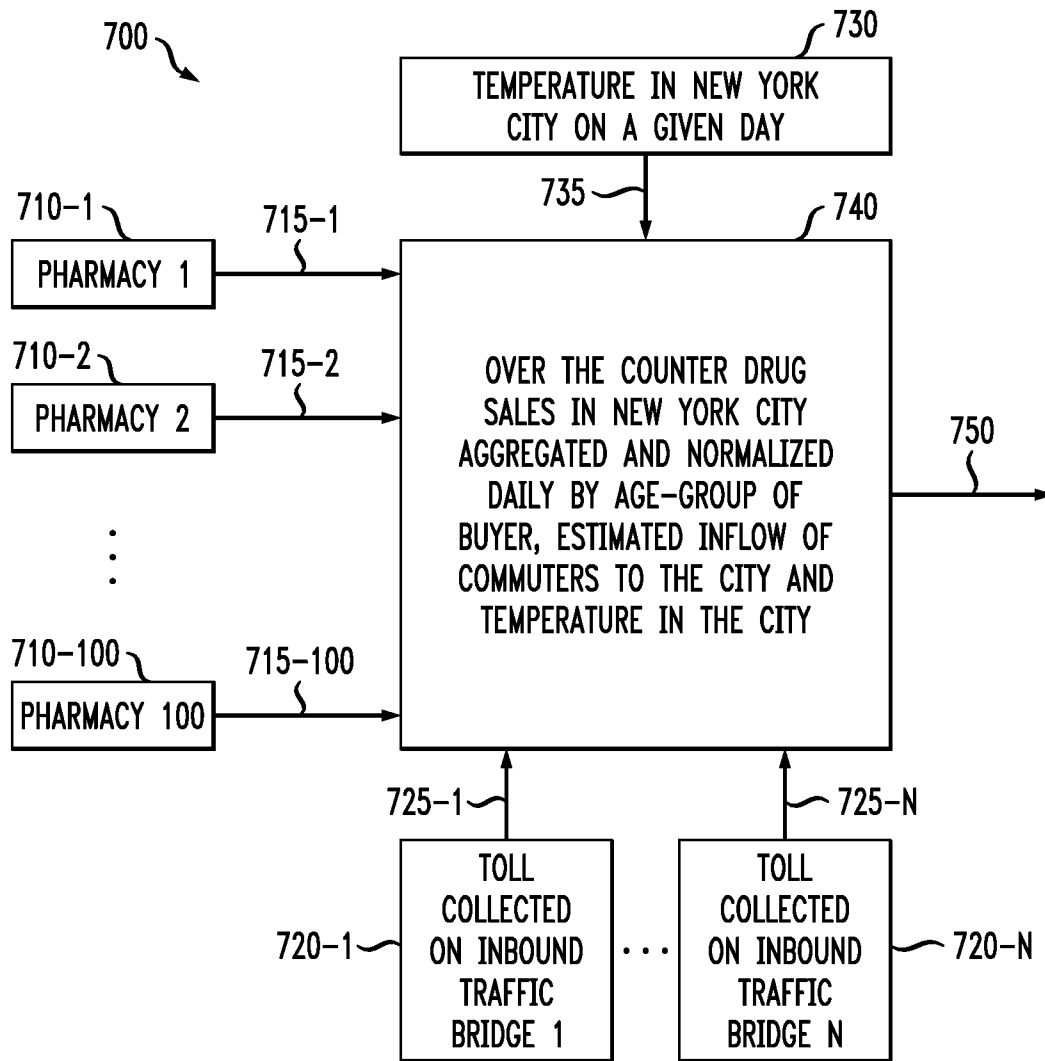 700
730
TEMPERATURE IN NEW YORK
CITY ON A GIVEN DAY
735
740
710-1
715-1
PHARMACY 1
710-2
715-2
PHARMACY 2
710-100
715-100
PHARMACY 100
OVER THE COUNTER DRUG
SALES IN NEW YORK CITY
AGGREGATED AND NORMALIZED
DAILY BY AGE-GROUP OF
BUYER, ESTIMATED INFLOW OF
COMMUTERS TO THE CITY AND
TEMPERATURE IN THE CITY
750
725-1
725-N
720-1
TOLL
COLLECTED
ON INBOUND
TRAFFIC
BRIDGE 1
TOLL
COLLECTED
ON INBOUND
TRAFFIC
BRIDGE N
720-N